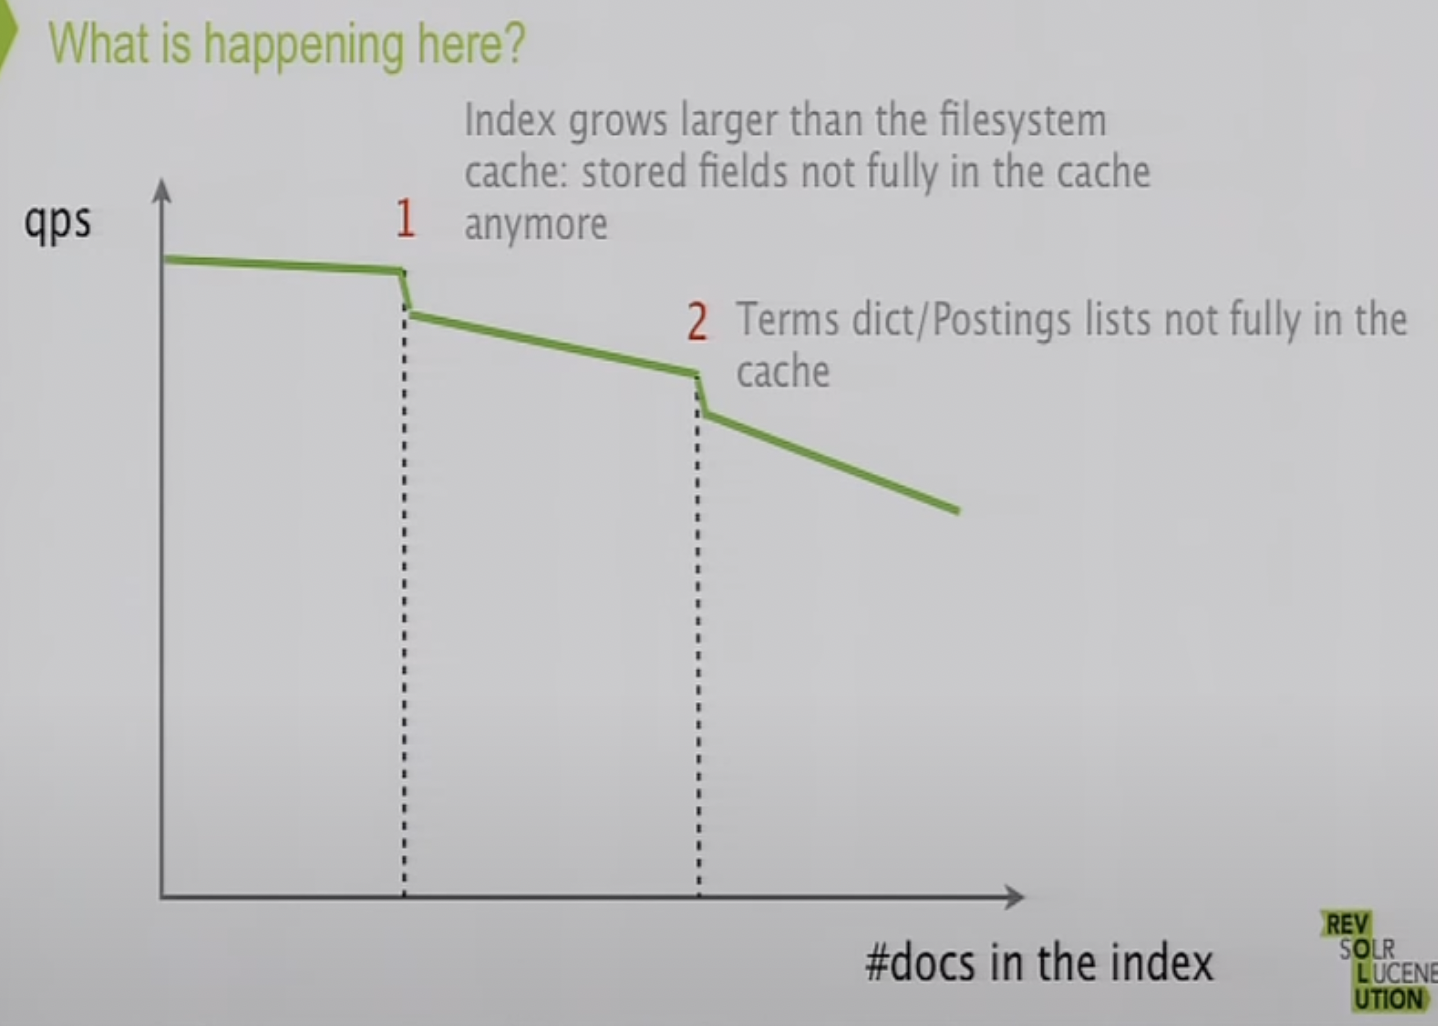 What is happening here?
Index grows larger than the filesystem
cache: stored fields not fully in the cache
anymore
qps
1
2
Terms dict/Postings lists not fully in the
cache
#docs in the index
REV
SOLR
LUCENE
UTION